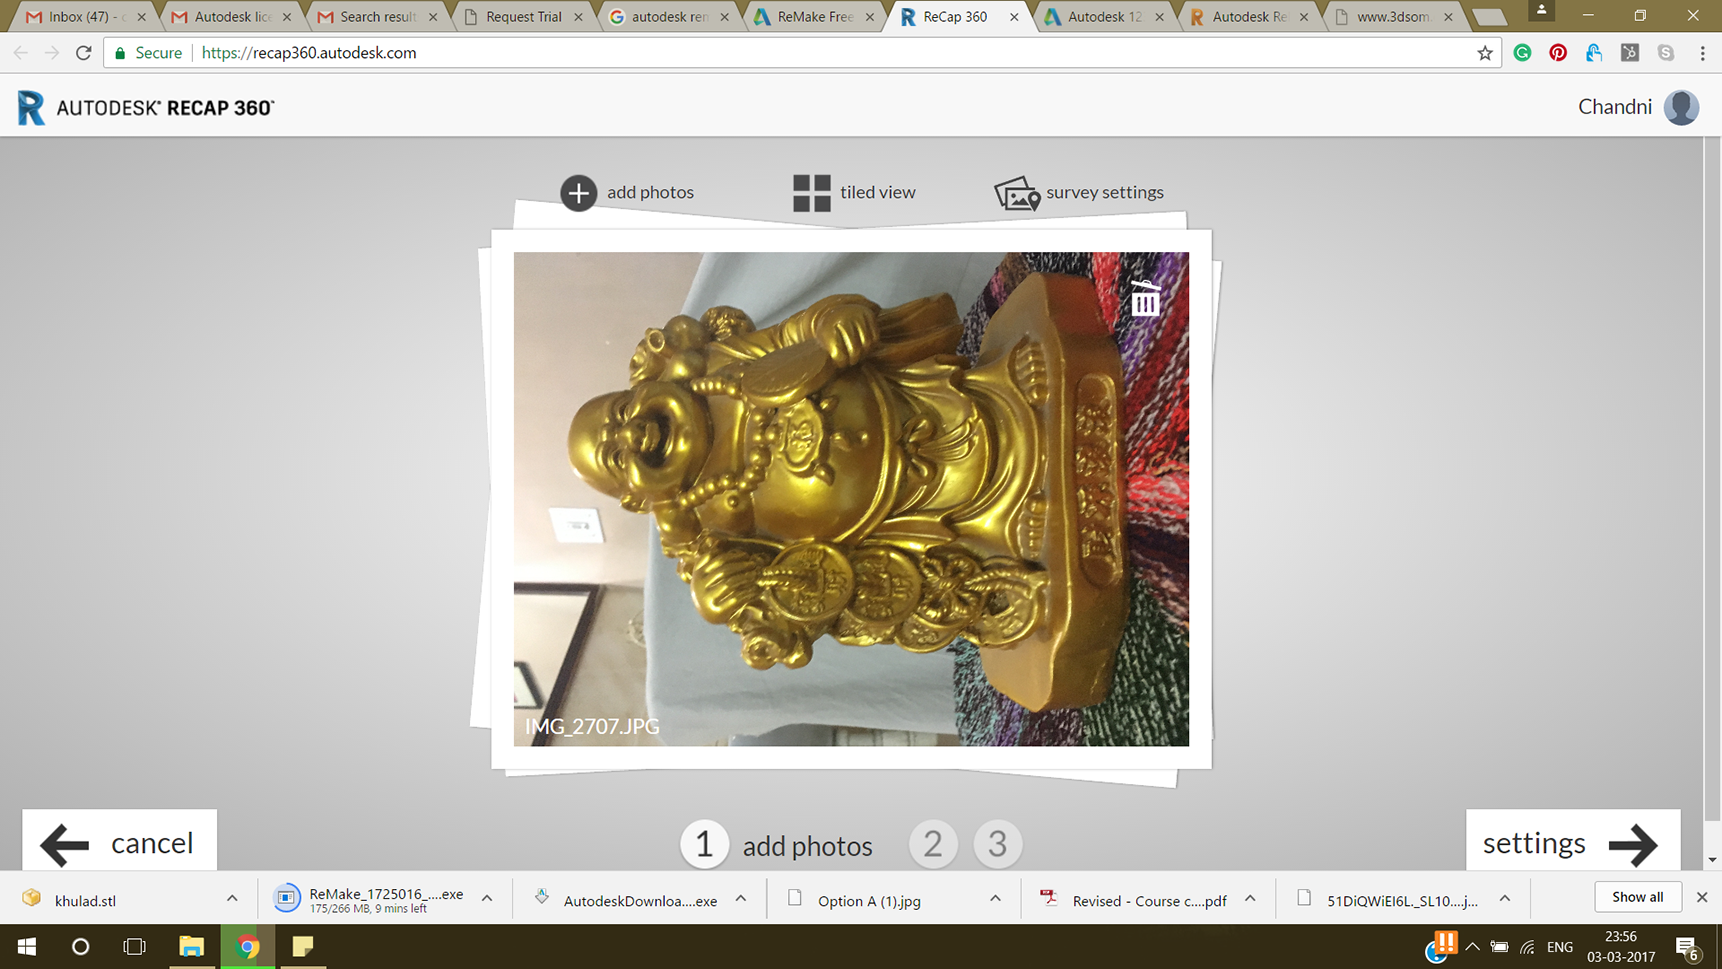 Inbox (47) - c
Autodesk lice
Search result
Request Trial
autodesk rem
ReMake Free
ReCap 360
Autodesk 12
Autodesk Re
www.3dsom.
Secure
https://recap360.autodesk.com
AUTODESK® RECAP 360™
Chandni
add photos
tiled view
survey settings
IMG_2707.JPG
cancel
1 add photos 2 3
settings
khulad.stl
ReMake_1725016_....exe
175/266 MB, 9 mins left
AutodeskDownloa....exe
Option A (1).jpg
Revised - Course c....pdf
51DiQWiEI6L._SL10....j...
Show all
ENG
23:56
03-03-2017
6